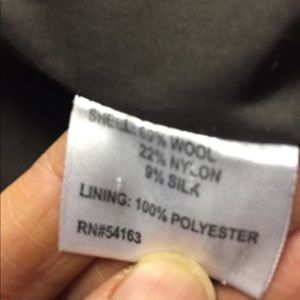 SHELL: 69% WOOL
22% NYLON
9% SILK
LINING: 100% POLYESTER
RN#54163